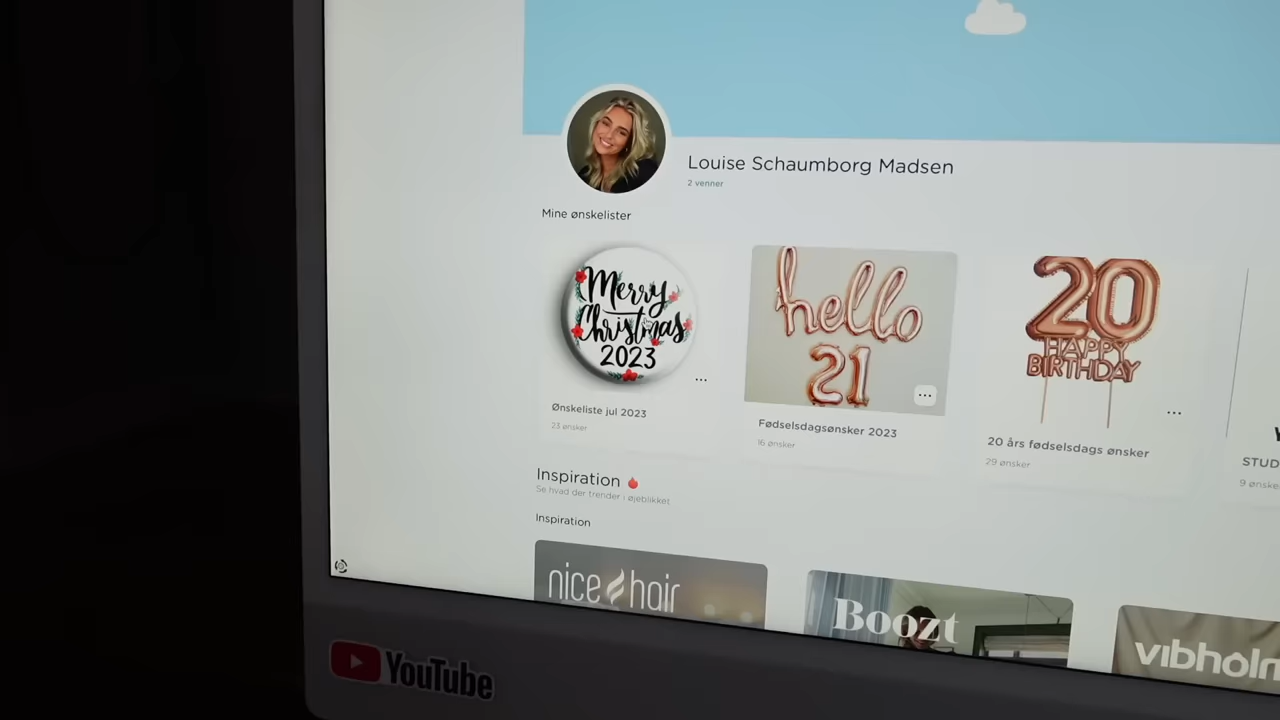 Louise Schaumborg Madsen
2 venner
Mine ønskelister
Merry
Christmas
2023
hello
21
20
HAPPY
BIRTHDAY
Ønskeliste jul 2023
23 ønsker
Fødselsdagsønsker 2023
16 ønsker
20 års fødselsdags ønsker
29 ønsker
STUD
9 ønske
Inspiration
Se hvad der trender i øjeblikket
Inspiration
nice hair
Boozt
vibholm
YouTube